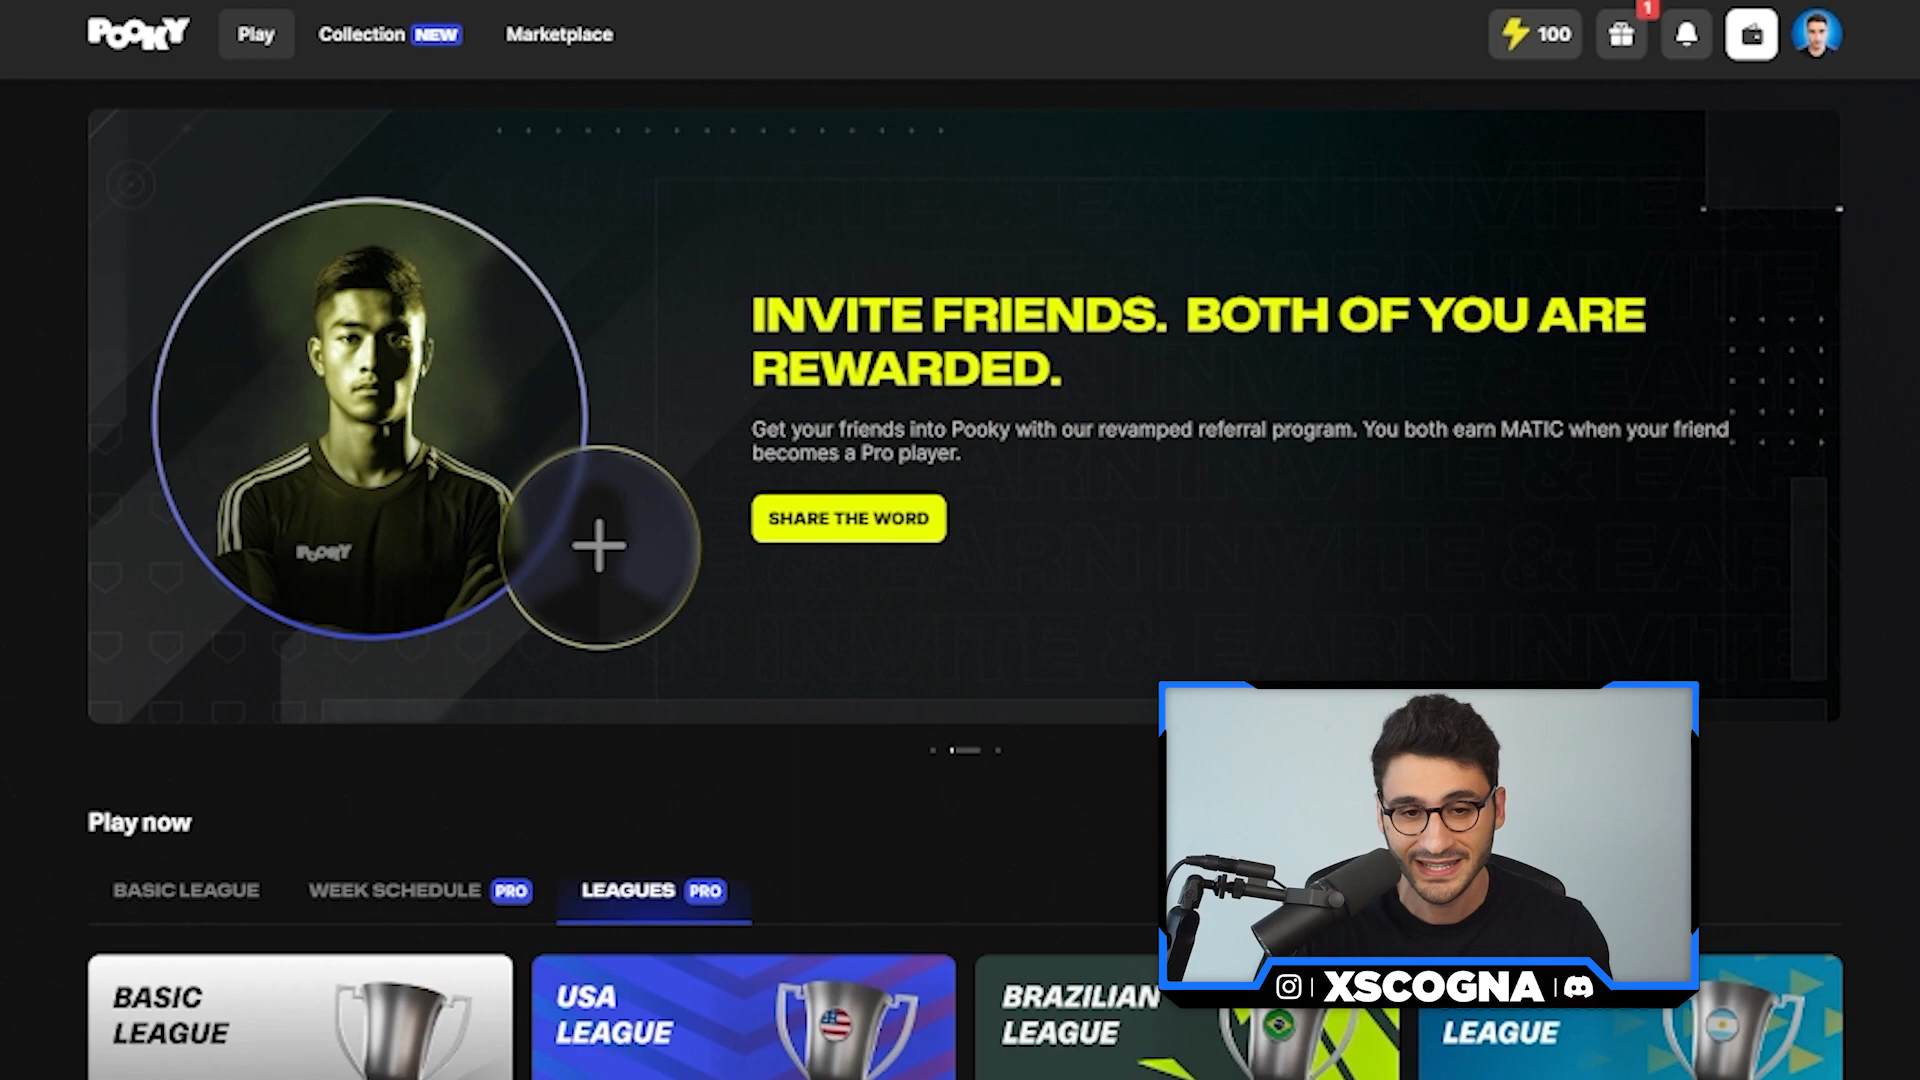 POOKY
Play
Collection NEW
Marketplace
100
1
INVITE FRIENDS. BOTH OF YOU ARE
REWARDED.
Get your friends into Pooky with our revamped referral program. You both earn MATIC when your friend
becomes a Pro player.
SHARE THE WORD
POOKY
Play now
BASIC LEAGUE
WEEK SCHEDULE PRO
LEAGUES PRO
BASIC
LEAGUE
USA
LEAGUE
BRAZILIAN
LEAGUE
LEAGUE
XSCOGNA